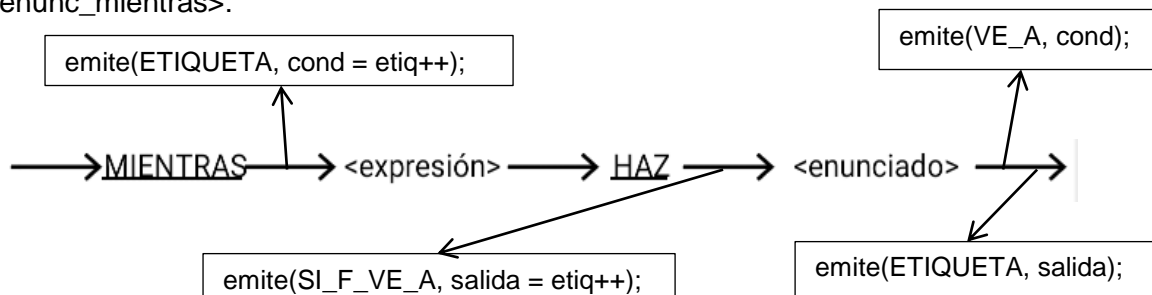 enunc_mientras>.
emite(VE_A, cond);
emite(ETIQUETA, cond = etiq++);
MIENTRAS <expresión> HAZ <enunciado>
emite(SI_F_VE_A, salida = etiq++);
emite(ETIQUETA, salida);